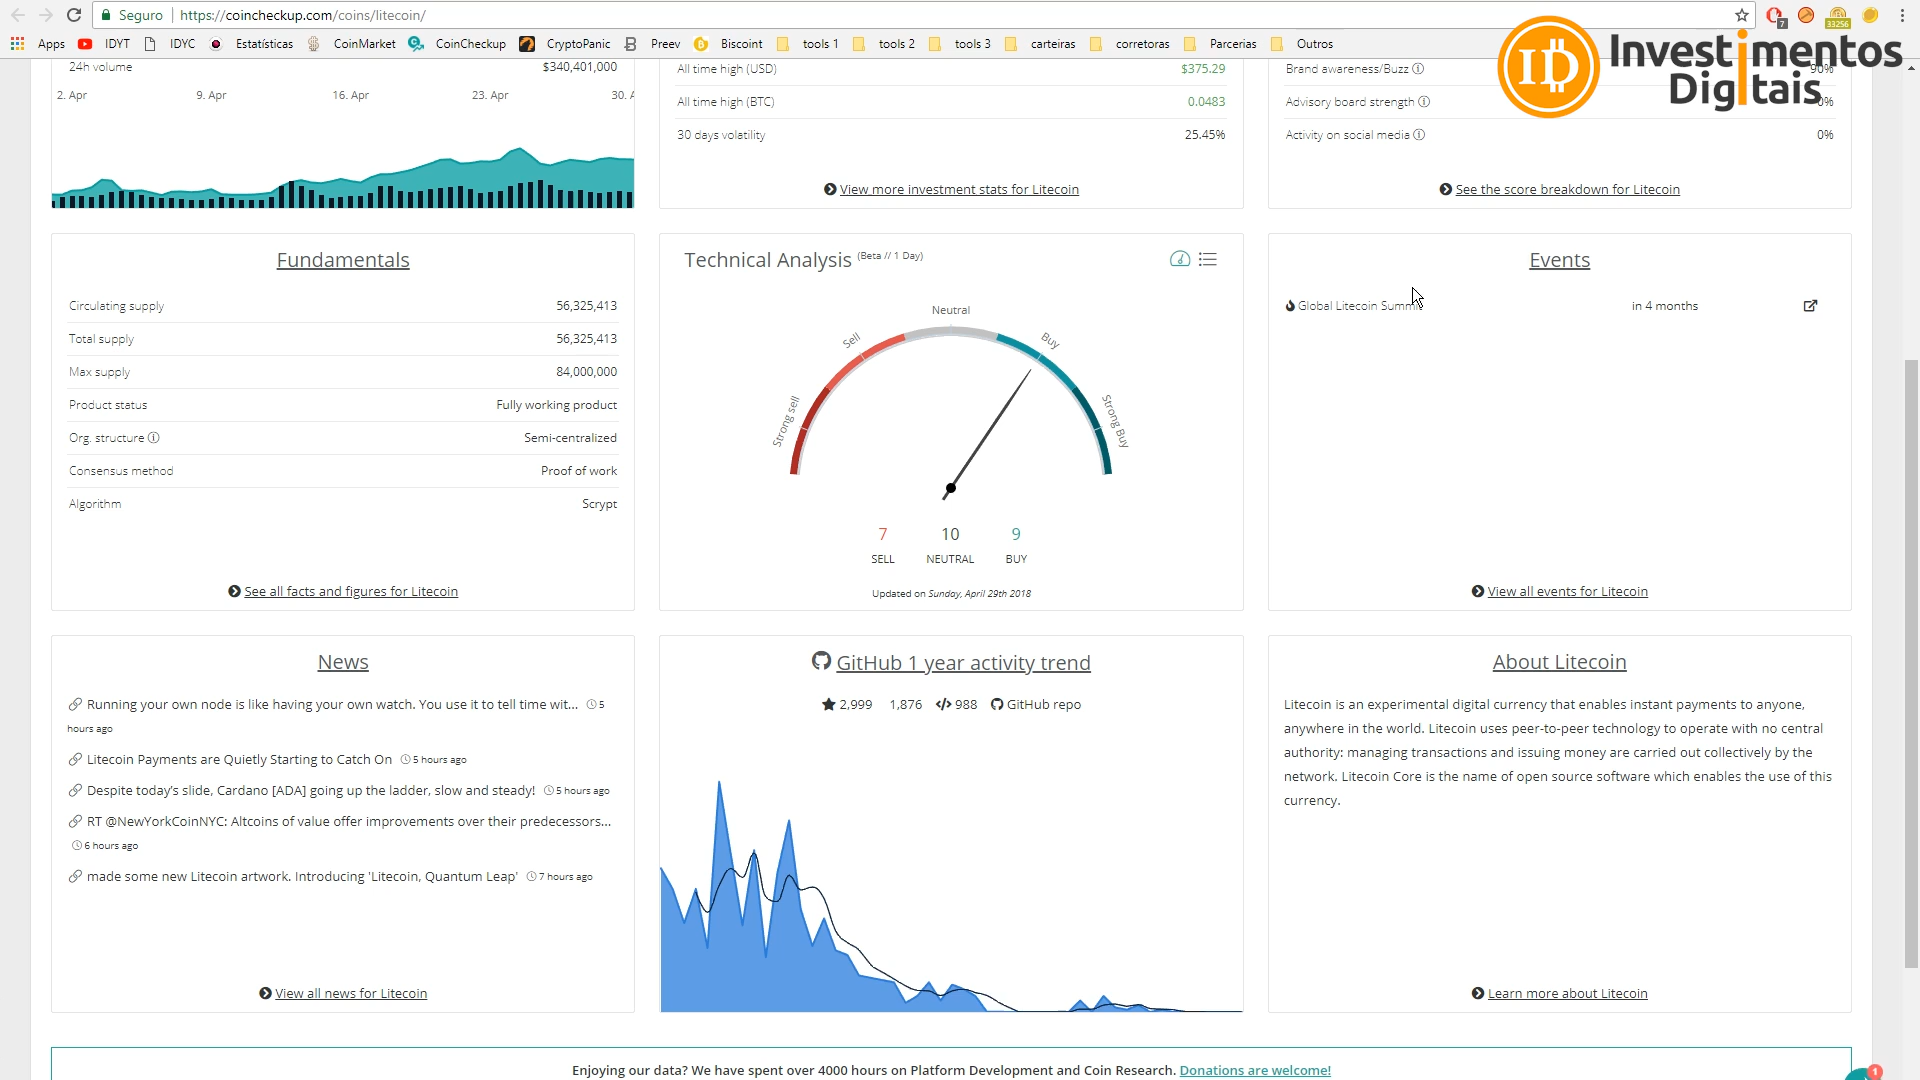 Seguro | https://coincheckup.com/coins/litecoin/
Apps IDYT IDYC Estatísticas CoinMarket CoinCheckup CryptoPanic Preev Biscoint tools 1 tools 2 tools 3 carteiras corretoras Parcerias Outros
7
33256
Investimentos
Digitais
24h volume $340,401,000
2. Apr 9. Apr 16. Apr 23. Apr 30. A
All time high (USD) $375.29
All time high (BTC) 0.0483
30 days volatility 25.45%
View more investment stats for Litecoin
Brand awareness/Buzz 90%
Advisory board strength 0%
Activity on social media 0%
See the score breakdown for Litecoin
Fundamentals
Circulating supply 56,325,413
Total supply 56,325,413
Max supply 84,000,000
Product status Fully working product
Org. structure Semi-centralized
Consensus method Proof of work
Algorithm Scrypt
See all facts and figures for Litecoin
Technical Analysis (Beta // 1 Day)
Neutral
Sell
Buy
Strong sell
Strong Buy
7 10 9
SELL NEUTRAL BUY
Updated on Sunday, April 29th 2018
Events
Global Litecoin Summit in 4 months
View all events for Litecoin
News
Running your own node is like having your own watch. You use it to tell time wit... 5
hours ago
Litecoin Payments are Quietly Starting to Catch On 5 hours ago
Despite today's slide, Cardano [ADA] going up the ladder, slow and steady! 5 hours ago
RT @NewYorkCoinNYC: Altcoins of value offer improvements over their predecessors...
6 hours ago
made some new Litecoin artwork. Introducing 'Litecoin, Quantum Leap' 7 hours ago
View all news for Litecoin
GitHub 1 year activity trend
2,999 1,876 988 GitHub repo
About Litecoin
Litecoin is an experimental digital currency that enables instant payments to anyone,
anywhere in the world. Litecoin uses peer-to-peer technology to operate with no central
authority: managing transactions and issuing money are carried out collectively by the
network. Litecoin Core is the name of open source software which enables the use of this
currency.
Learn more about Litecoin
Enjoying our data? We have spent over 4000 hours on Platform Development and Coin Research. Donations are welcome!
1